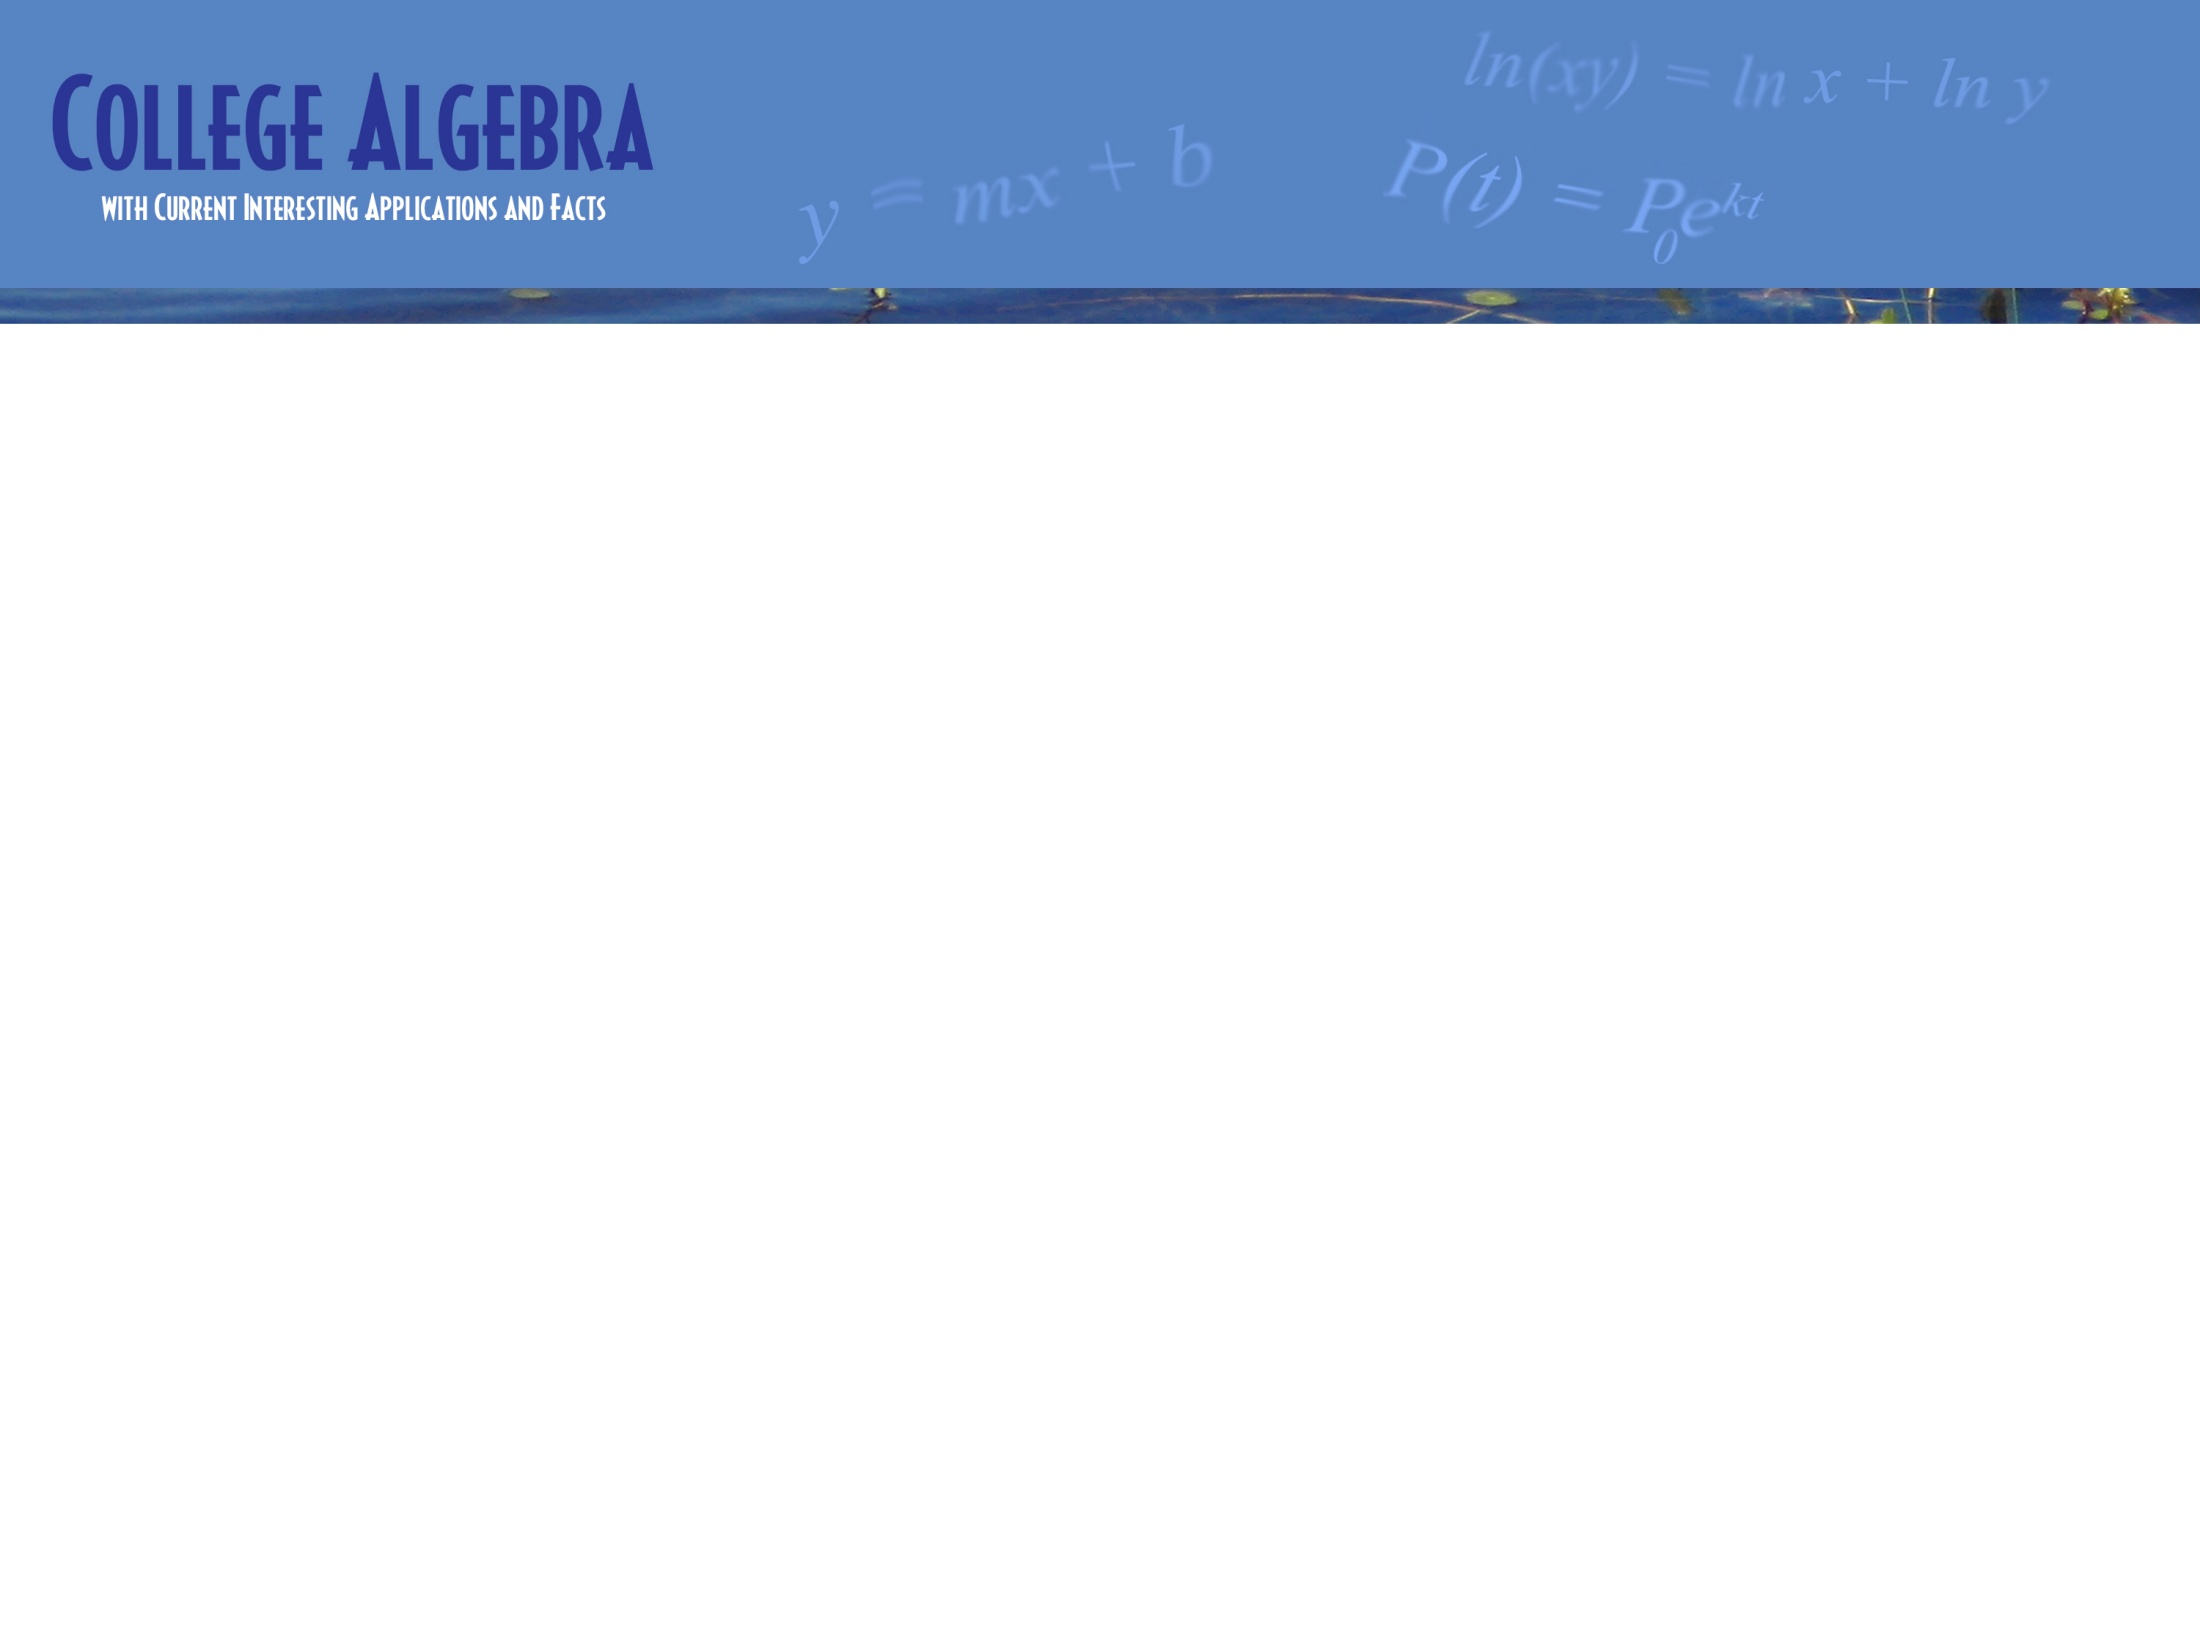 COLLEGE ALGEBRA
WITH CURRENT INTERESTING APPLICATIONS AND FACTS
ln(xy) = ln x + ln y
y = mx + b
P(t) = P₀eᵏᵗ